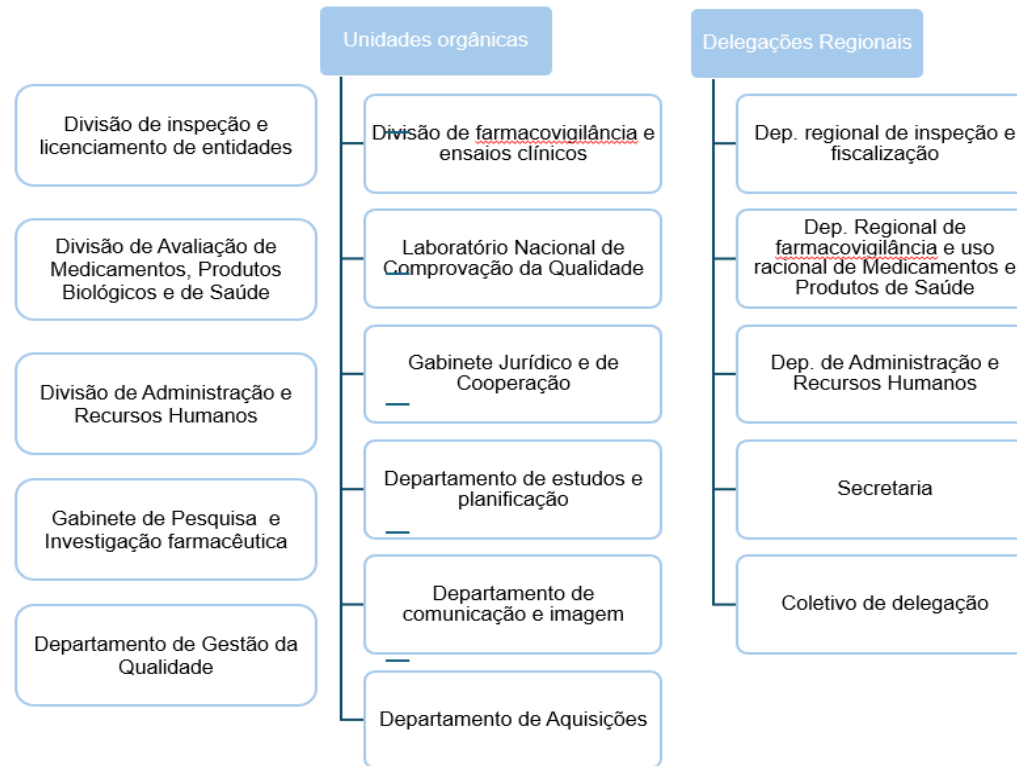 Unidades orgânicas
Delegações Regionais
Divisão de inspeção e
licenciamento de entidades
Divisão de Avaliação de
Medicamentos, Produtos
Biológicos e de Saúde
Divisão de Administração e
Recursos Humanos
Gabinete de Pesquisa e
Investigação farmacêutica
Departamento de Gestão da
Qualidade
Divisão de farmacovigilância e
ensaios clínicos
Laboratório Nacional de
Comprovação da Qualidade
Gabinete Jurídico e de
Cooperação
Departamento de estudos e
planificação
Departamento de
comunicação e imagem
Departamento de Aquisições
Dep. regional de inspeção e
fiscalização
Dep. Regional de
farmacovigilância e uso
racional de Medicamentos e
Produtos de Saúde
Dep. de Administração e
Recursos Humanos
Secretaria
Coletivo de delegação